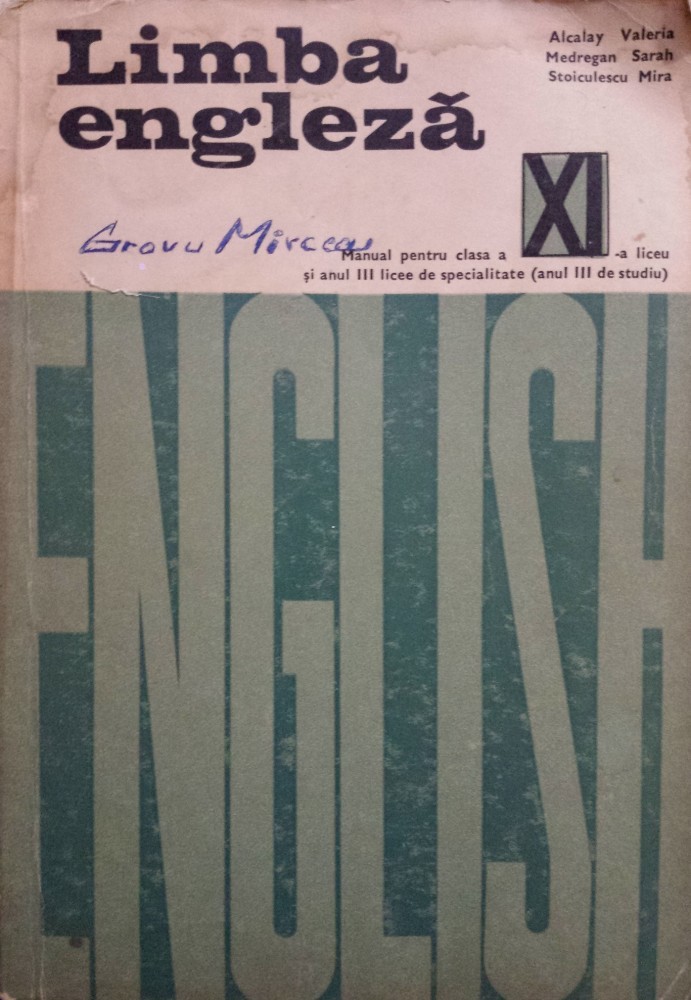 Limba
engleză
Alcalay Valeria
Medregan Sarah
Stoiculescu Mira
Grovu Mircea
Manual pentru clasa a XI -a liceu
și anul III licee de specialitate (anul III de studiu)
ENGLISH